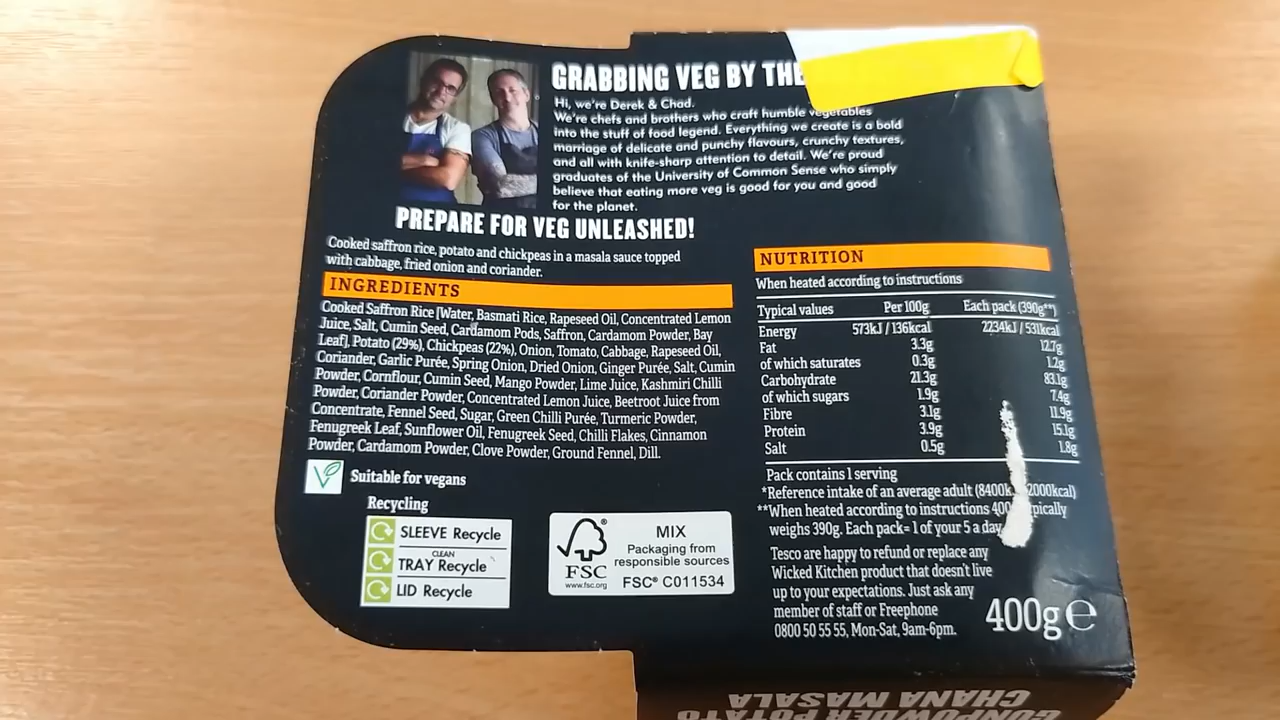 GRABBING VEG BY THE
Hi, we're Derek & Chad.
We're chefs and brothers who craft humble vegetables
into the stuff of food legend. Everything we create is a bold
marriage of delicate and punchy flavours, crunchy textures,
and all with knife-sharp attention to detail. We're proud
graduates of the University of Common Sense who simply
believe that eating more veg is good for you and good
for the planet.
PREPARE FOR VEG UNLEASHED!
Cooked saffron rice, potato and chickpeas in a masala sauce topped
with cabbage, fried onion and coriander.
INGREDIENTS
Cooked Saffron Rice [Water, Basmati Rice, Rapeseed Oil, Concentrated Lemon
Juice, Salt, Cumin Seed, Cardamom Pods, Saffron, Cardamom Powder, Bay
Leaf], Potato (29%), Chickpeas (22%), Onion, Tomato, Cabbage, Rapeseed Oil,
Coriander, Garlic Purée, Spring Onion, Dried Onion, Ginger Purée, Salt, Cumin
Powder, Cornflour, Cumin Seed, Mango Powder, Lime Juice, Kashmiri Chilli
Powder, Coriander Powder, Concentrated Lemon Juice, Beetroot Juice from
Concentrate, Fennel Seed, Sugar, Green Chilli Purée, Turmeric Powder,
Fenugreek Leaf, Sunflower Oil, Fenugreek Seed, Chilli Flakes, Cinnamon
Powder, Cardamom Powder, Clove Powder, Ground Fennel, Dill.
Suitable for vegans
Recycling
SLEEVE Recycle
CLEAN
TRAY Recycle
LID Recycle
FSC
www.fsc.org
MIX
Packaging from
responsible sources
FSC® C011534
NUTRITION
When heated according to instructions
Typical values Per 100g Each pack (390g**)
Energy 573kJ / 136kcal 2234kJ / 531kcal
Fat 3.3g 12.7g
of which saturates 0.3g 1.2g
Carbohydrate 21.3g 83.1g
of which sugars 1.9g 7.4g
Fibre 3.1g 11.9g
Protein 3.9g 15.1g
Salt 0.5g 1.8g
Pack contains 1 serving
*Reference intake of an average adult (8400k 2000kcal)
**When heated according to instructions 400
weighs 390g. Each pack= 1 of your 5 a day
Tesco are happy to refund or replace any
Wicked Kitchen product that doesn't live
up to your expectations. Just ask any
member of staff or Freephone
0800 50 55 55, Mon-Sat, 9am-6pm.
400g e
GUNPOWDER POTATO
CHANA MASALA